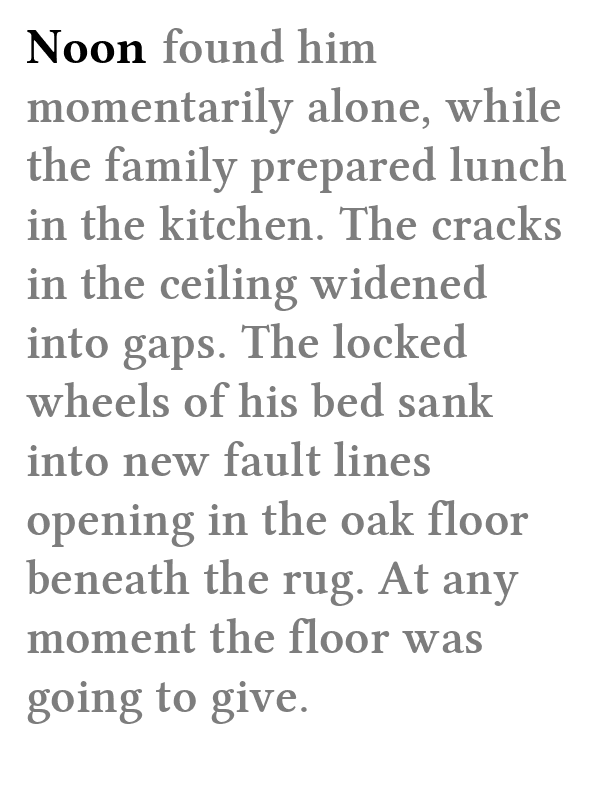 Noon found him
momentarily alone, while
the family prepared lunch
in the kitchen. The cracks
in the ceiling widened
into gaps. The locked
wheels of his bed sank
into new fault lines
opening in the oak floor
beneath the rug. At any
moment the floor was
going to give.